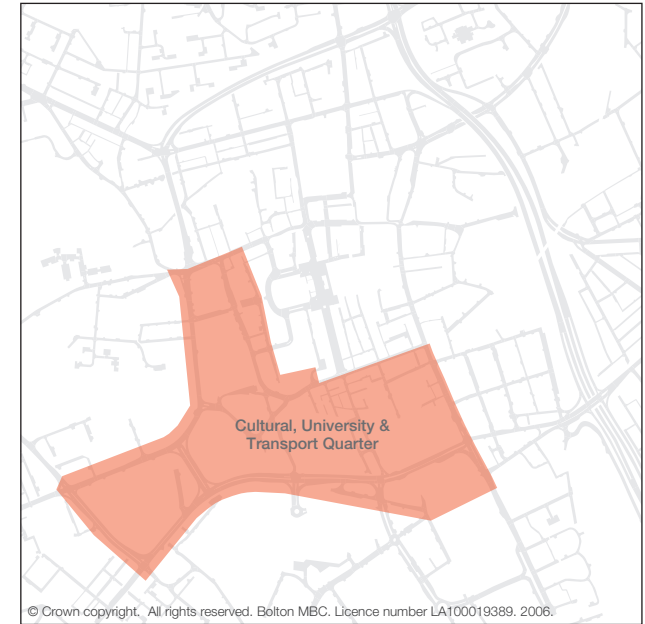 Cultural, University &
Transport Quarter
© Crown copyright. All rights reserved. Bolton MBC. Licence number LA100019389. 2006.